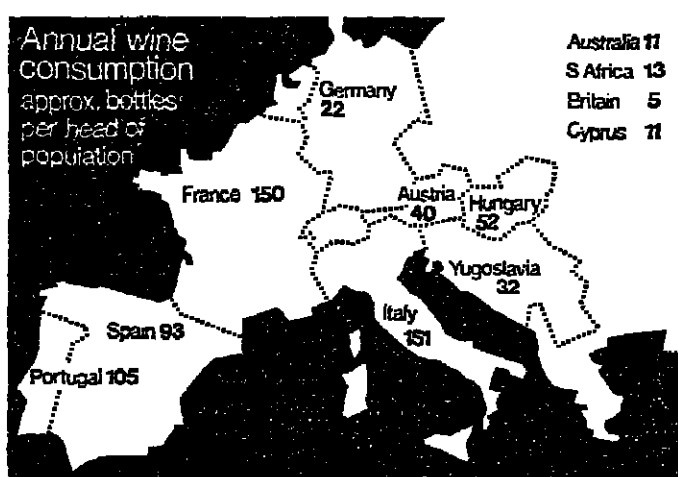 Annual wine
consumption
approx. bottles
per head of
population
Australia 11
S Africa 13
Britain 5
Cyprus 11
Germany
22
France 150
Austria
40
Hungary
52
Yugoslavia
32
Italy
151
Spain 93
Portugal 105